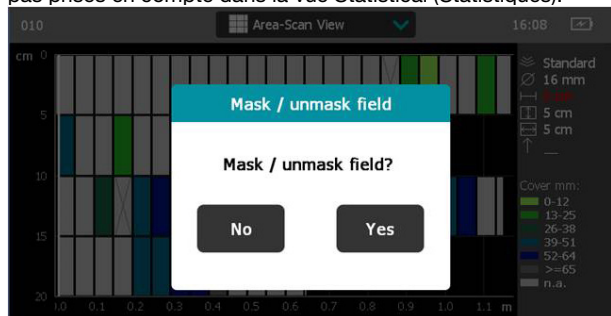 pas prises en compte dans la vue Statistical (Statistiques).
010 Area-Scan View 16:08
cm 0
Standard
Ø 16 mm
5 cm
5 cm
5
10
15
20
Mask / unmask field
Mask / unmask field?
No Yes
Cover mm:
0-12
13-25
26-38
39-51
52-64
>=65
n.a.
0.1 0.2 0.3 0.4 0.5 0.6 0.7 0.8 0.9 1.0 1.1 m